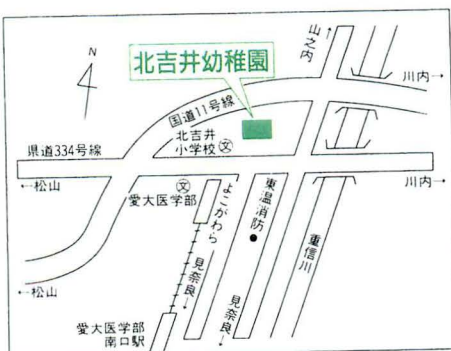 N
北吉井幼稚園
山之内
川内→
国道11号線
北吉井
小学校 文
県道334号線
←松山
川内→
文
愛大医学部
よこがわら
東温消防
重信川
見奈良→
見奈良→
←松山
愛大医学部
南口駅